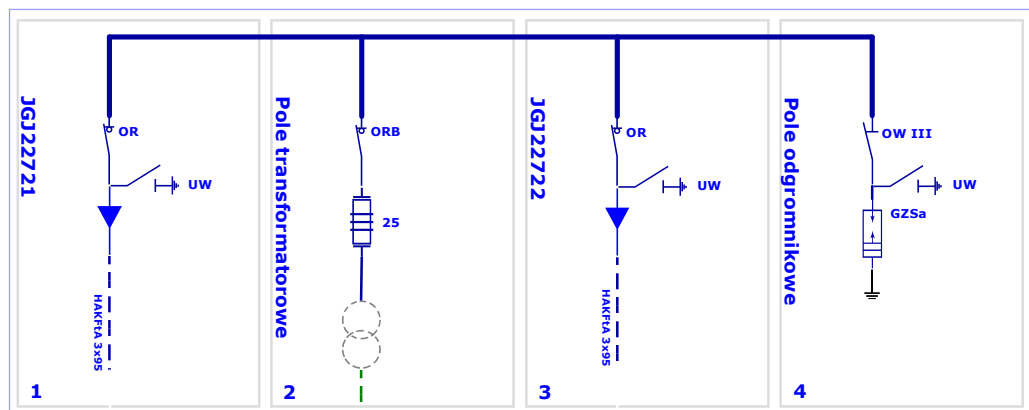 JGJ22721
OR
UW
HAKFtA 3x95
1
Pole transformatorowe
ORB
25
2
JGJ22722
OR
UW
HAKFtA 3x95
3
Pole odgromnikowe
OW III
UW
GZSa
4